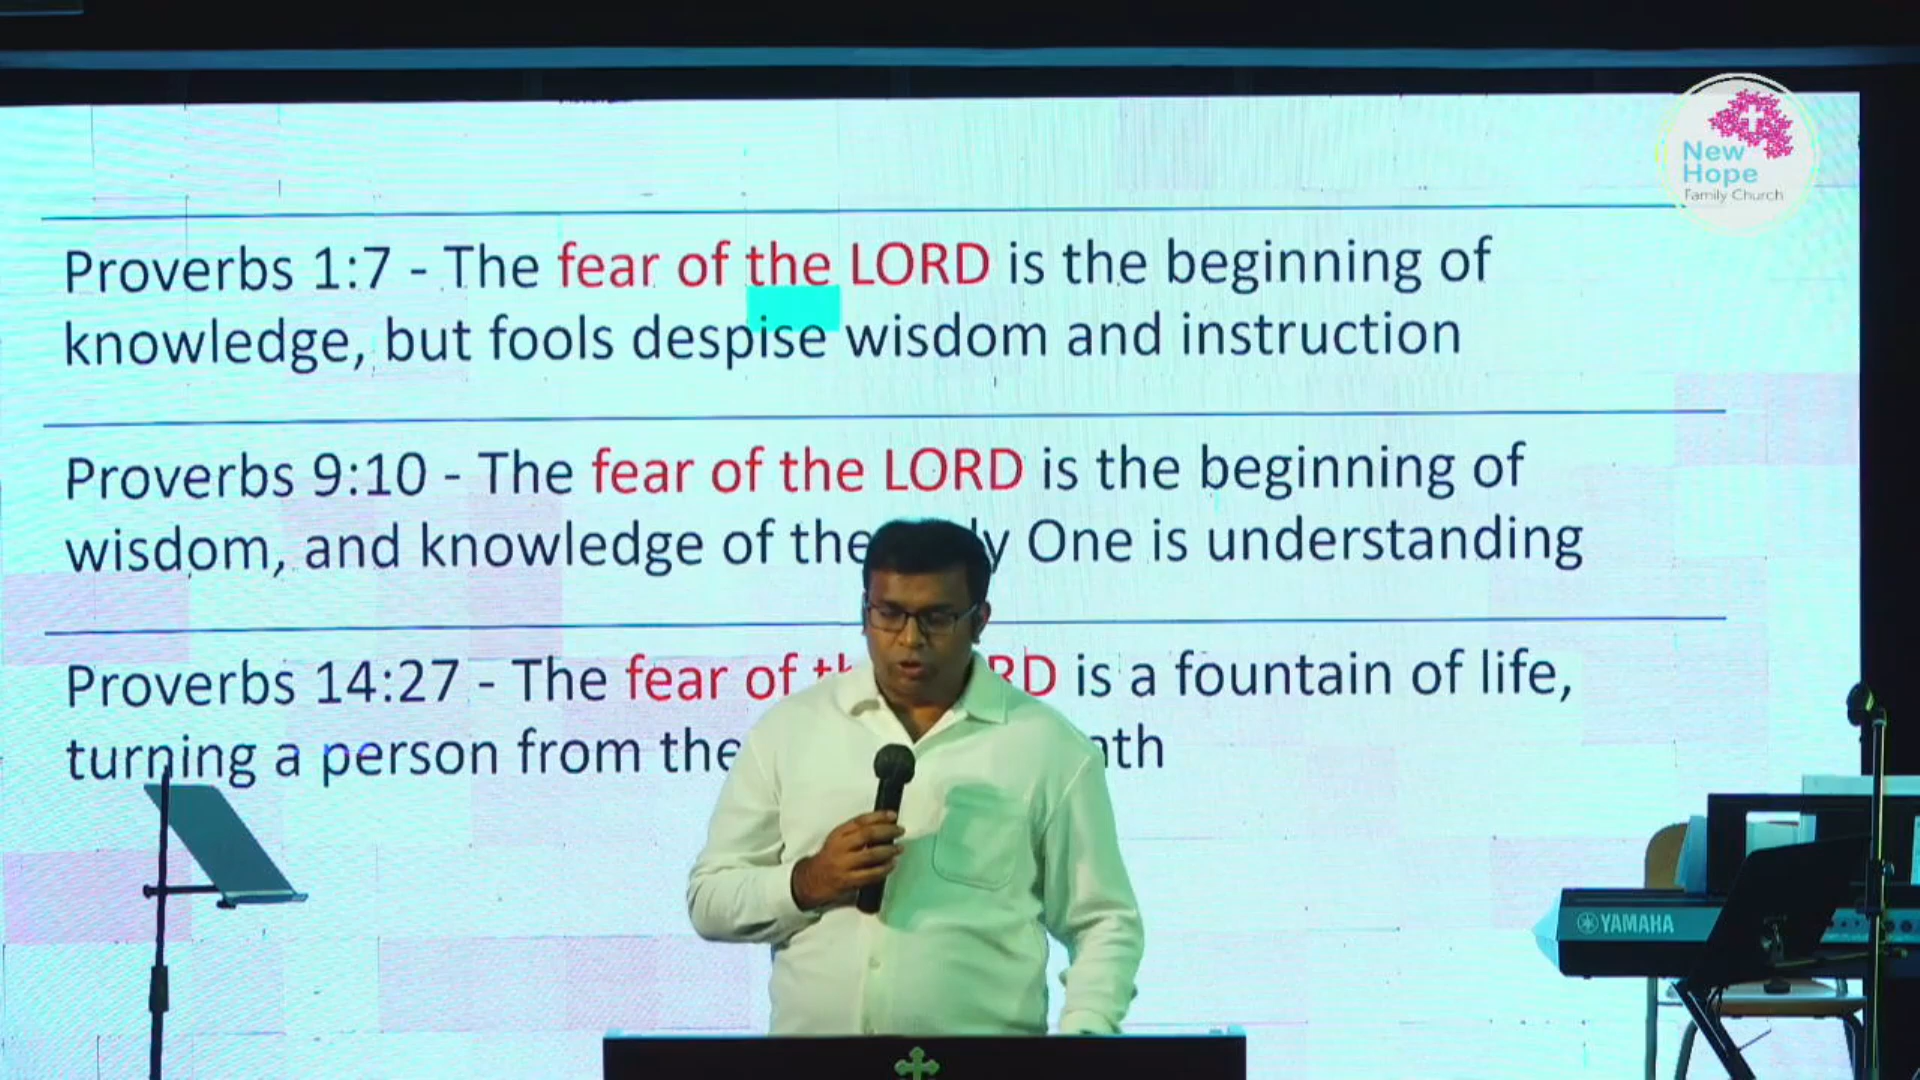 New
Hope
Family Church
Proverbs 1:7 - The fear of the LORD is the beginning of
knowledge, but fools despise wisdom and instruction
Proverbs 9:10 - The fear of the LORD is the beginning of
wisdom, and knowledge of the One is understanding
Proverbs 14:27 - The fear of is a fountain of life,
turning a person from the
YAMAHA